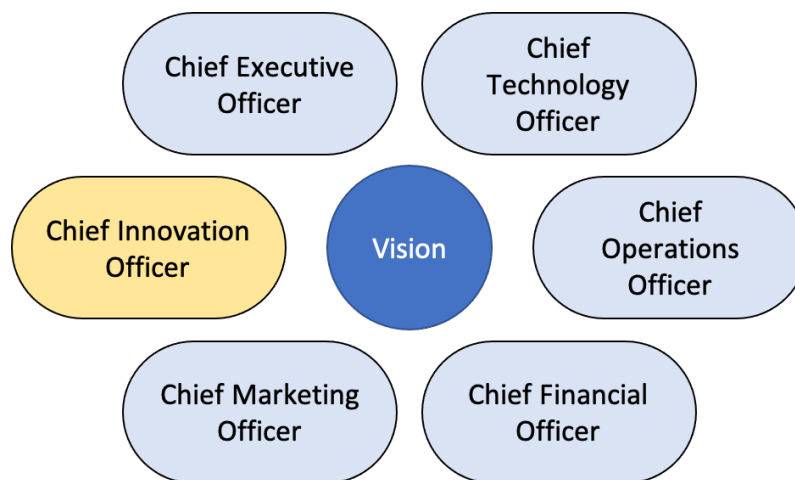 Chief Executive
Officer
Chief
Technology
Officer
Chief Innovation
Officer
Vision
Chief
Operations
Officer
Chief Marketing
Officer
Chief Financial
Officer